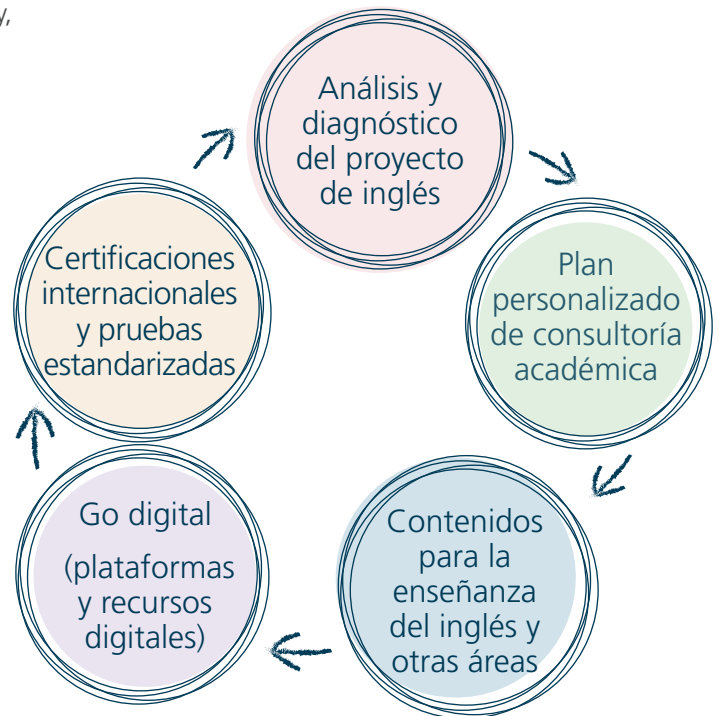 y,
Análisis y
diagnóstico
del proyecto
de inglés
Plan
personalizado
de consultoría
académica
Contenidos
para la
enseñanza
del inglés y
otras áreas
Go digital
(plataformas
y recursos
digitales)
Certificaciones
internacionales
y pruebas
estandarizadas